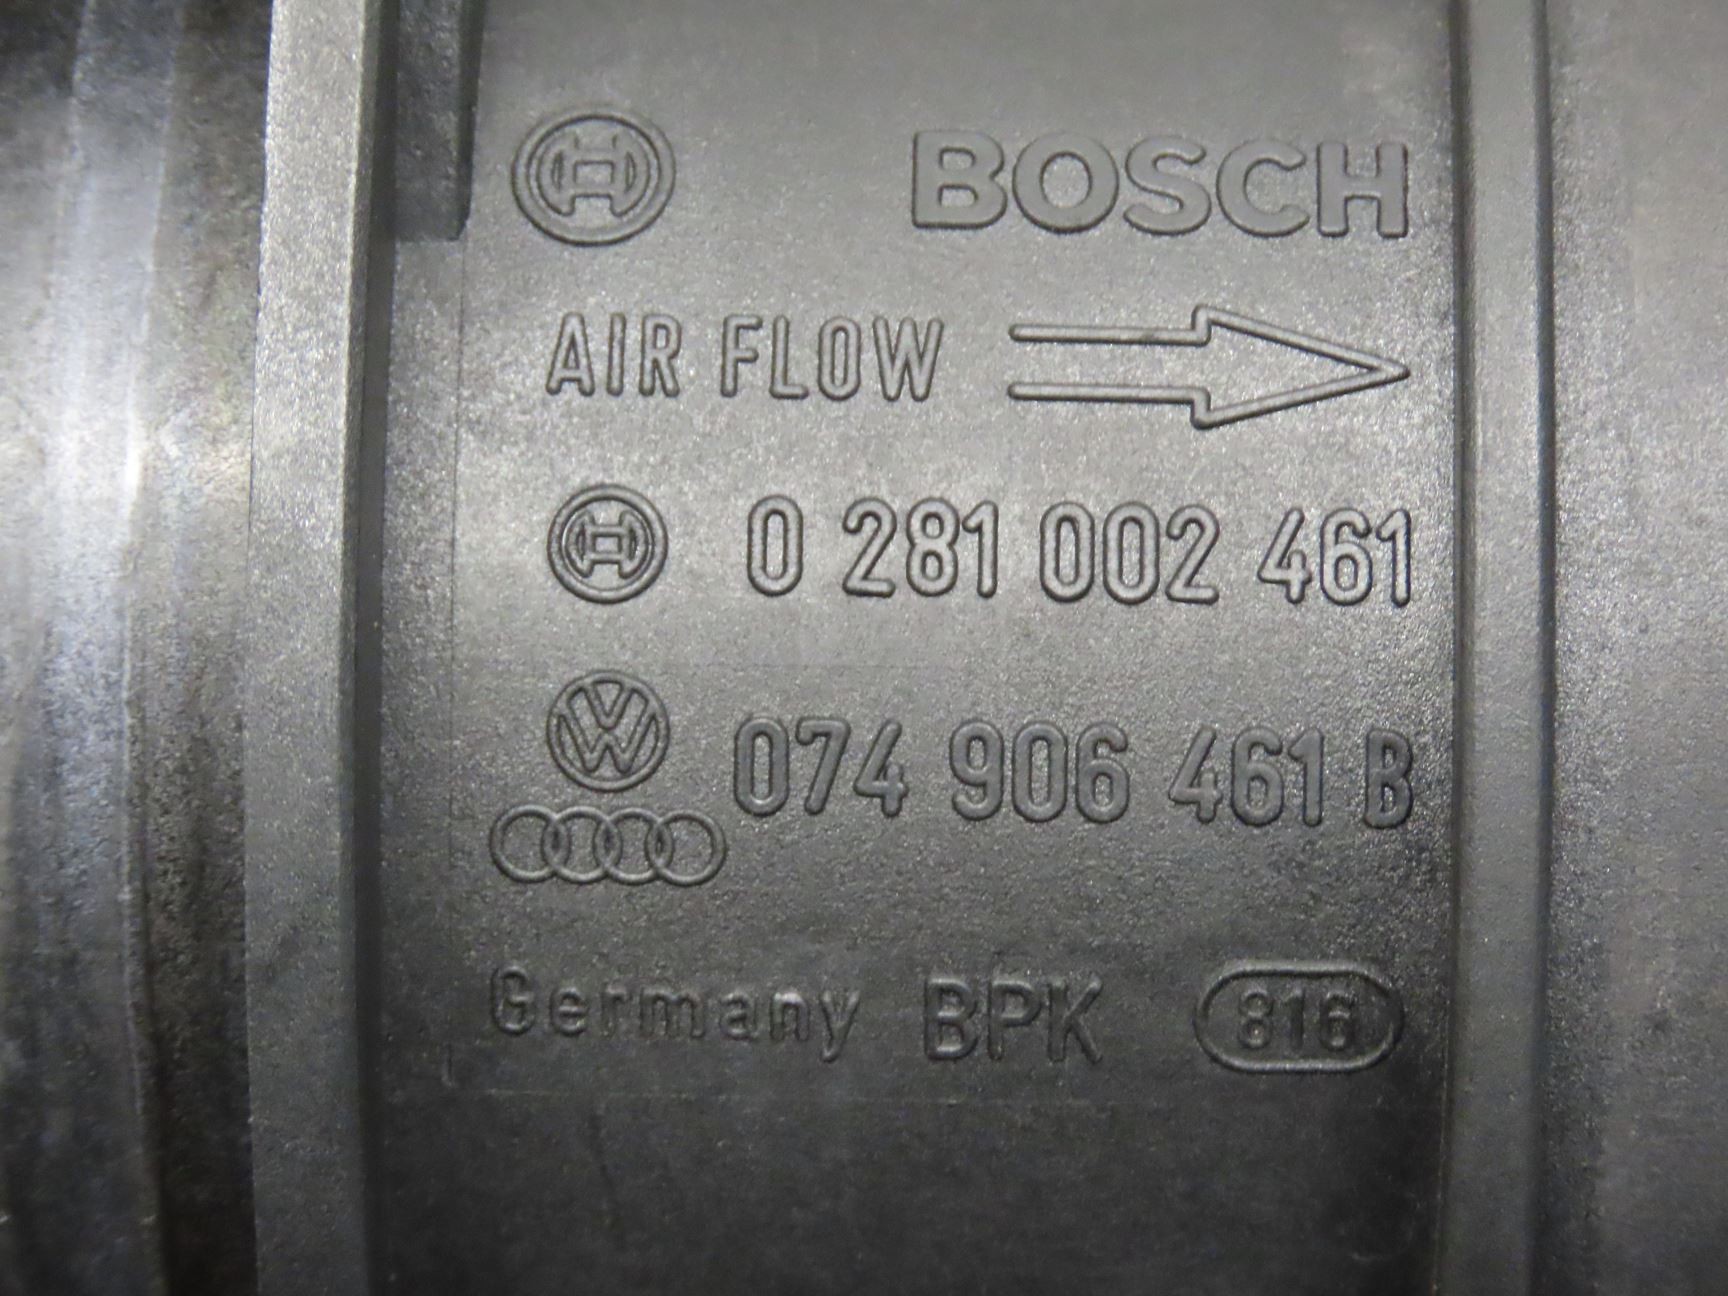 BOSCH
AIR FLOW
0 281 002 461
074 906 461 B
Germany BPK 816